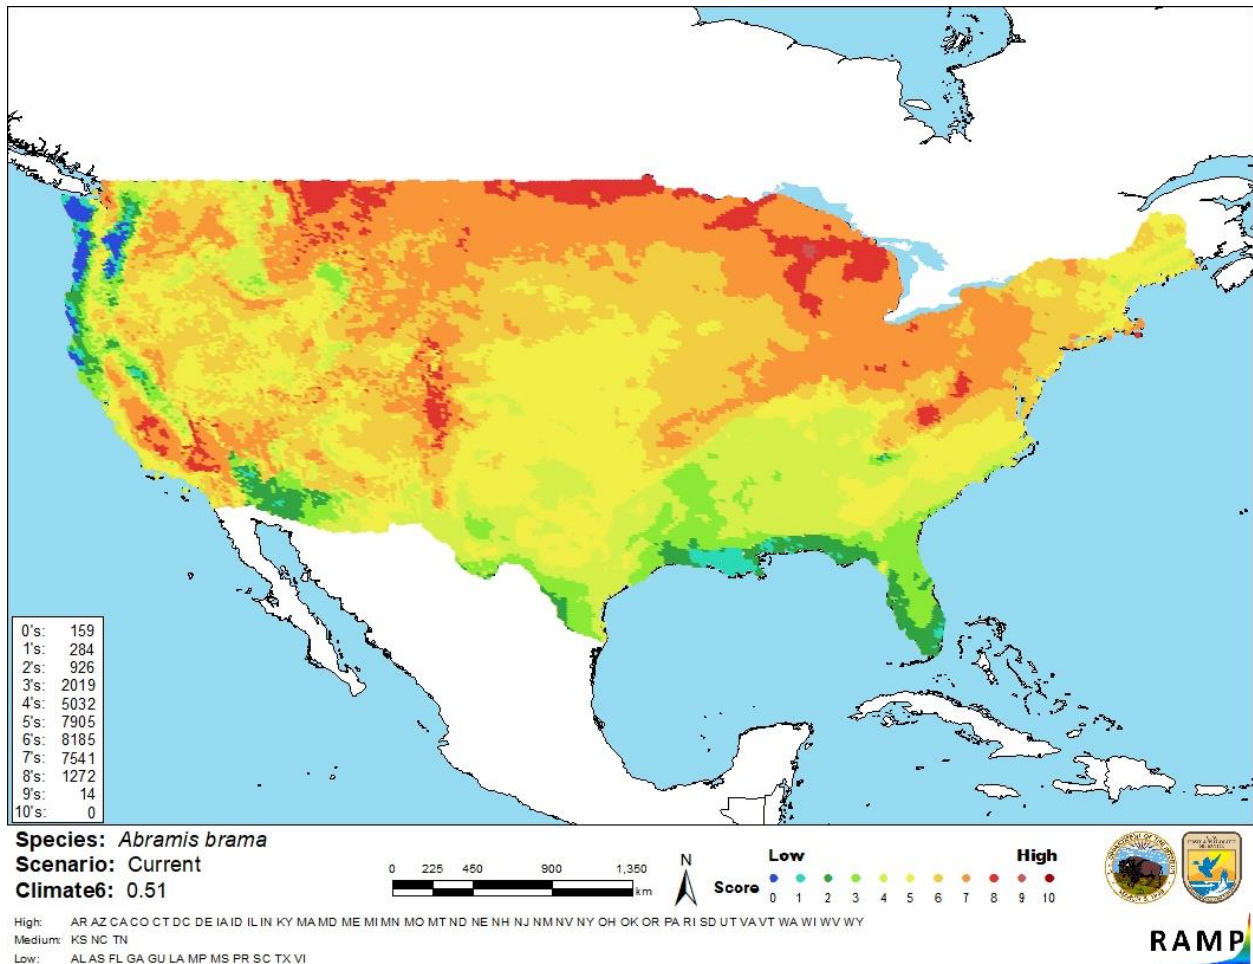 0's: 159
1's: 284
2's: 926
3's: 2019
4's: 5032
5's: 7905
6's: 8185
7's: 7541
8's: 1272
9's: 14
10's: 0
Species: Abramis brama
Scenario: Current
Climate6: 0.51
0 225 450 900 1,350
km
N
Low High
Score 0 1 2 3 4 5 6 7 8 9 10
High: AR AZ CA CO CT DC DE IA ID IL IN KY MA MD ME MI MN MO MT ND NE NH NJ NM NV NY OH OK OR PA RI SD UT VA VT WA WI WV WY
Medium: KS NC TN
Low: AL AS FL GA GU LA MP MS PR SC TX VI
RAMP